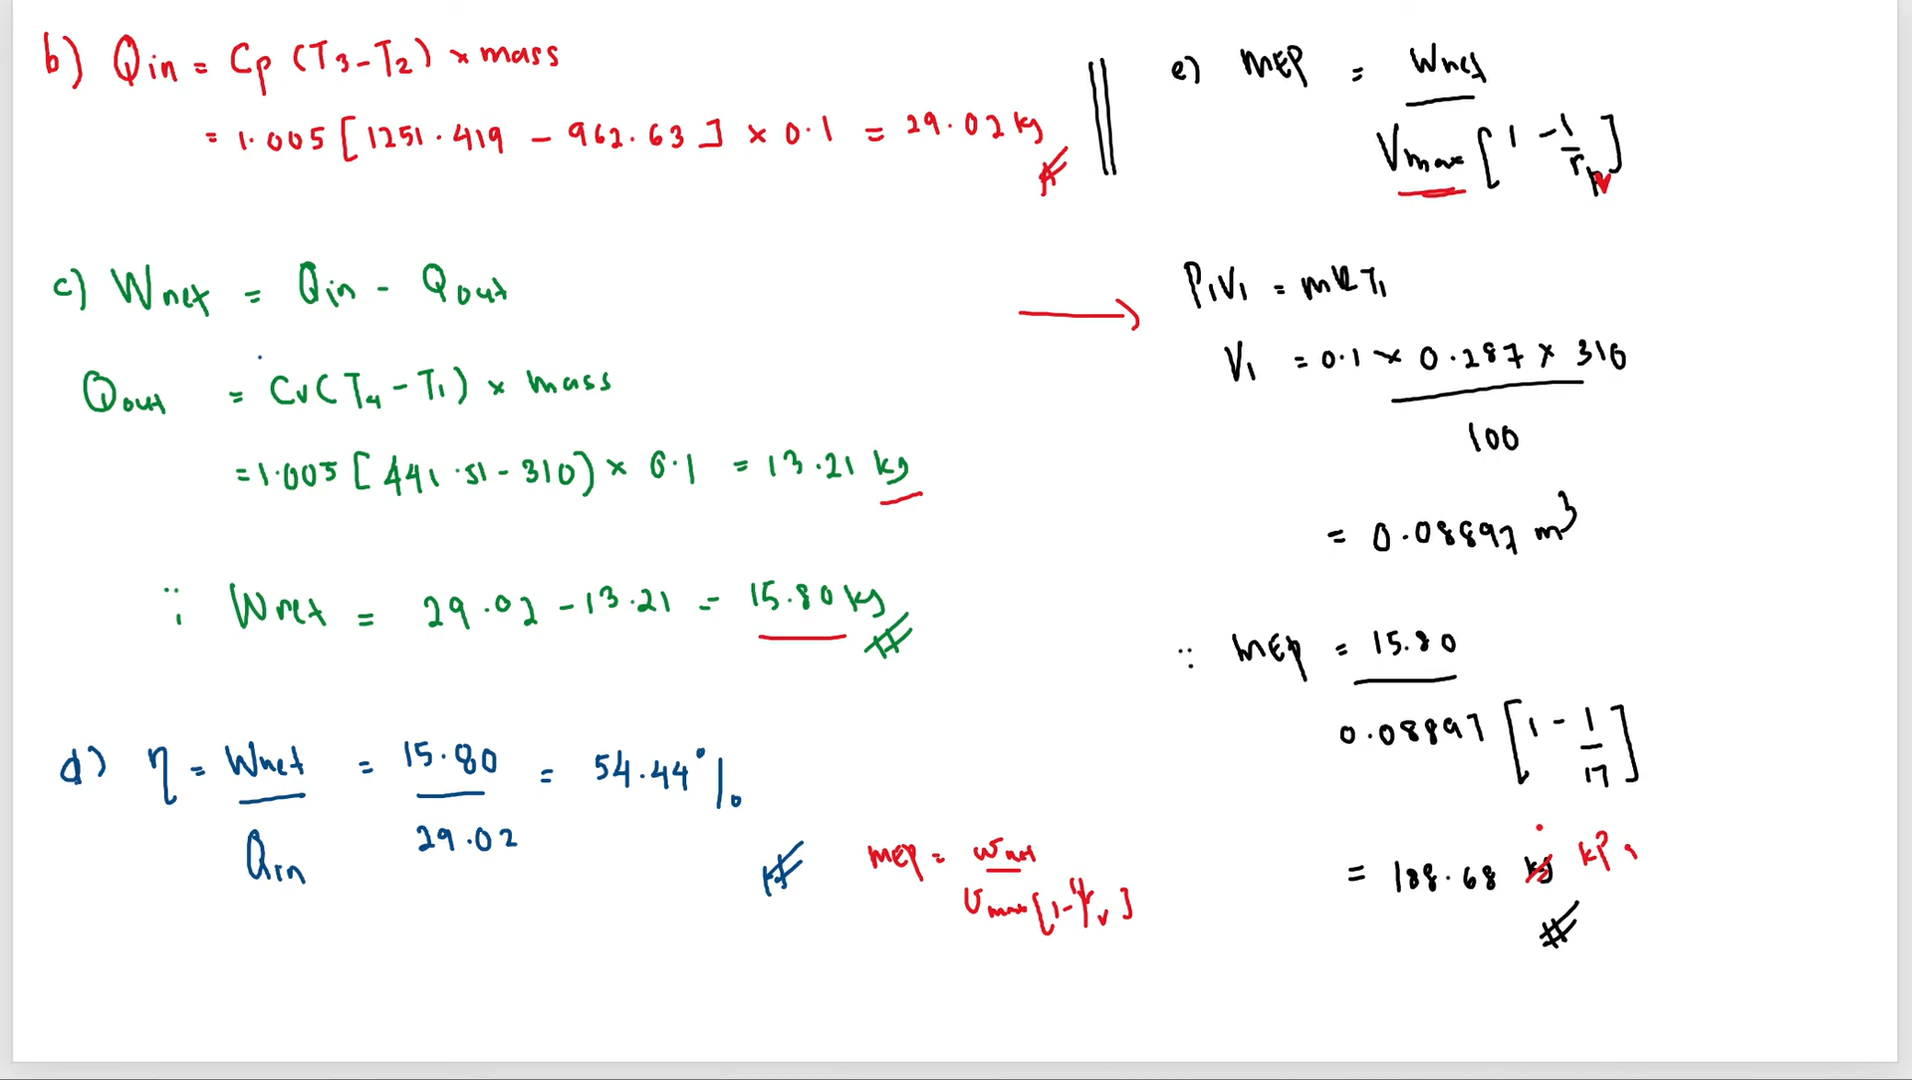 b) Qin = Cp (T3-T2) × mass
= 1.005 [1251.419 - 962.63] × 0.1 = 29.02 kJ
c) Wnet = Qin - Qout
Qout = Cv (T4 - T1) × mass
= 1.005 [441.51 - 310) × 0.1 = 13.21 kJ
∴ Wnet = 29.02 - 13.21 = 15.80 kJ
d) η = Wnet / Qin = 15.80 / 29.02 = 54.44 %
MEP = Wnet / Vmax [1 - 1/rv]
e) MEP = Wnet / Vmax [1 - 1/rv]
P1V1 = mRT1
V1 = 0.1 × 0.287 × 310 / 100
= 0.08897 m³
∴ MEP = 15.80 / 0.08897 [1 - 1/17]
= 188.68 kPa